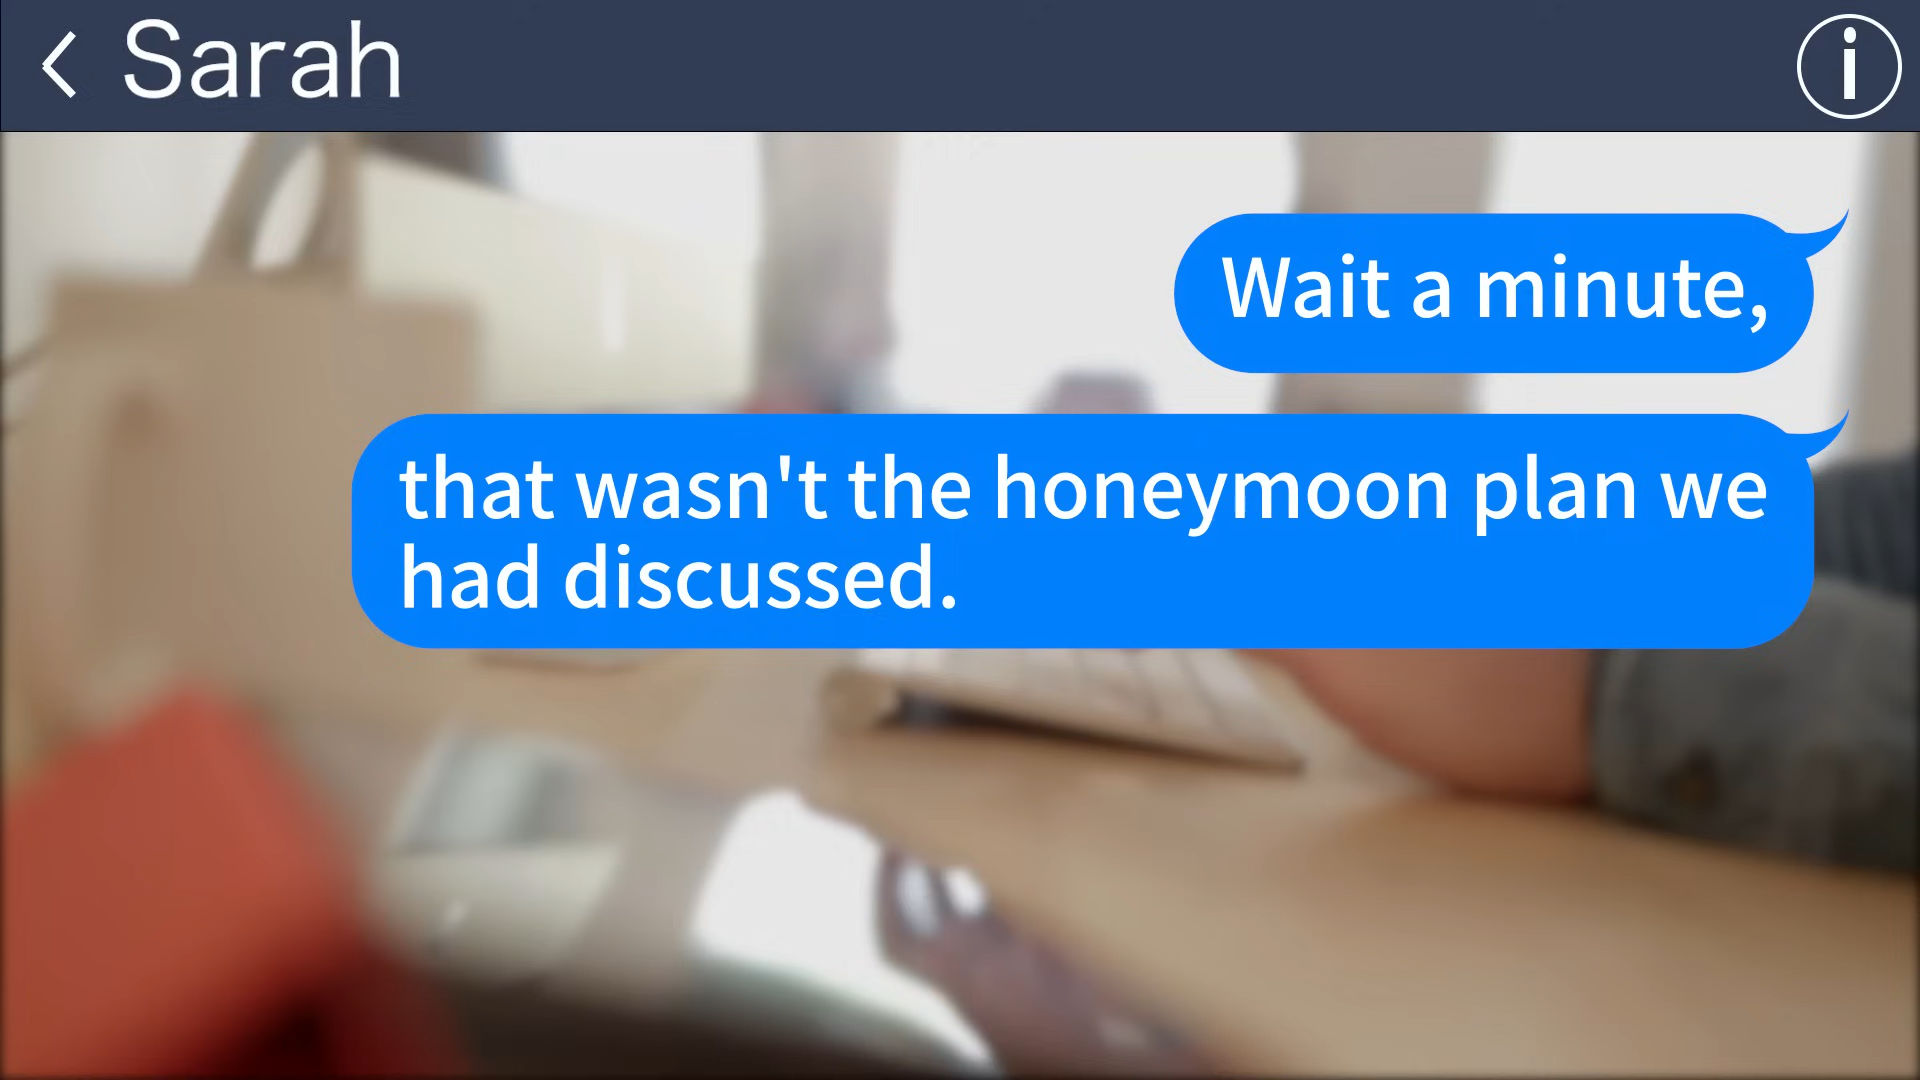 Sarah
Wait a minute,
that wasn't the honeymoon plan we
had discussed.